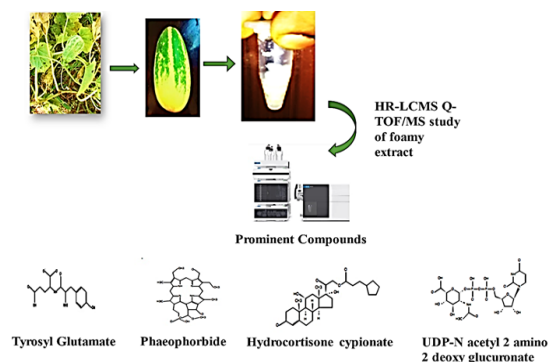 HR-LCMS Q-
TOF/MS study
of foamy
extract
Prominent Compounds
Tyrosyl Glutamate
Phaeophorbide
Hydrocortisone cypionate
UDP-N acetyl 2 amino
2 deoxy glucuronate